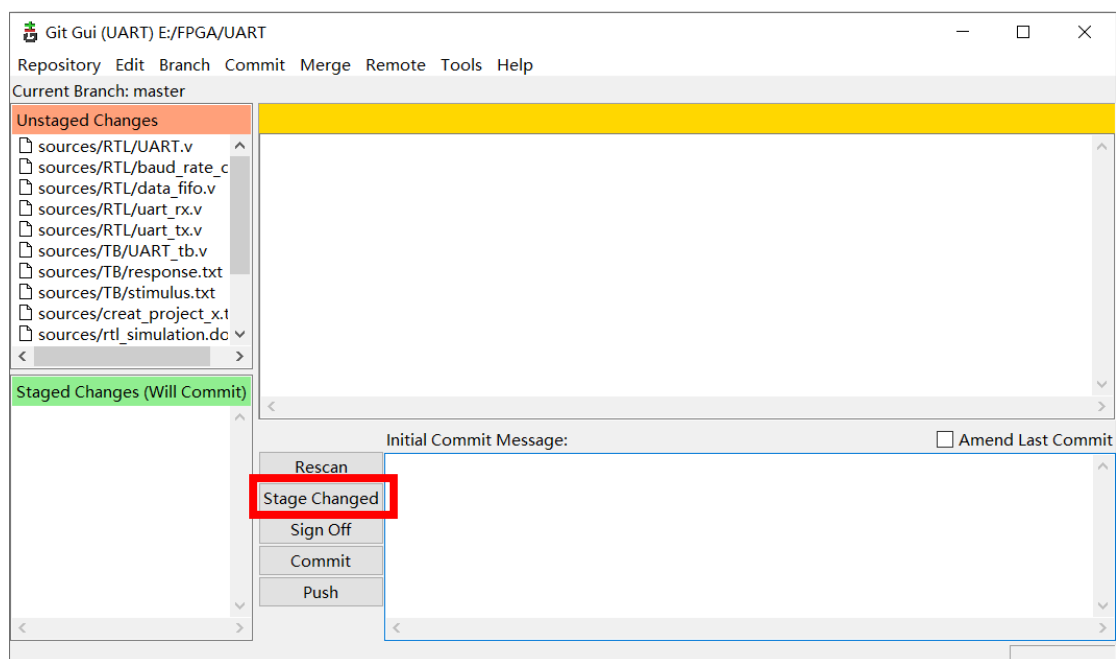 Git Gui (UART) E:/FPGA/UART
Repository Edit Branch Commit Merge Remote Tools Help
Current Branch: master
Unstaged Changes
sources/RTL/UART.v
sources/RTL/baud_rate_c
sources/RTL/data_fifo.v
sources/RTL/uart_rx.v
sources/RTL/uart_tx.v
sources/TB/UART_tb.v
sources/TB/response.txt
sources/TB/stimulus.txt
sources/creat_project_x.t
sources/rtl_simulation.do
Staged Changes (Will Commit)
Initial Commit Message:
Amend Last Commit
Rescan
Stage Changed
Sign Off
Commit
Push